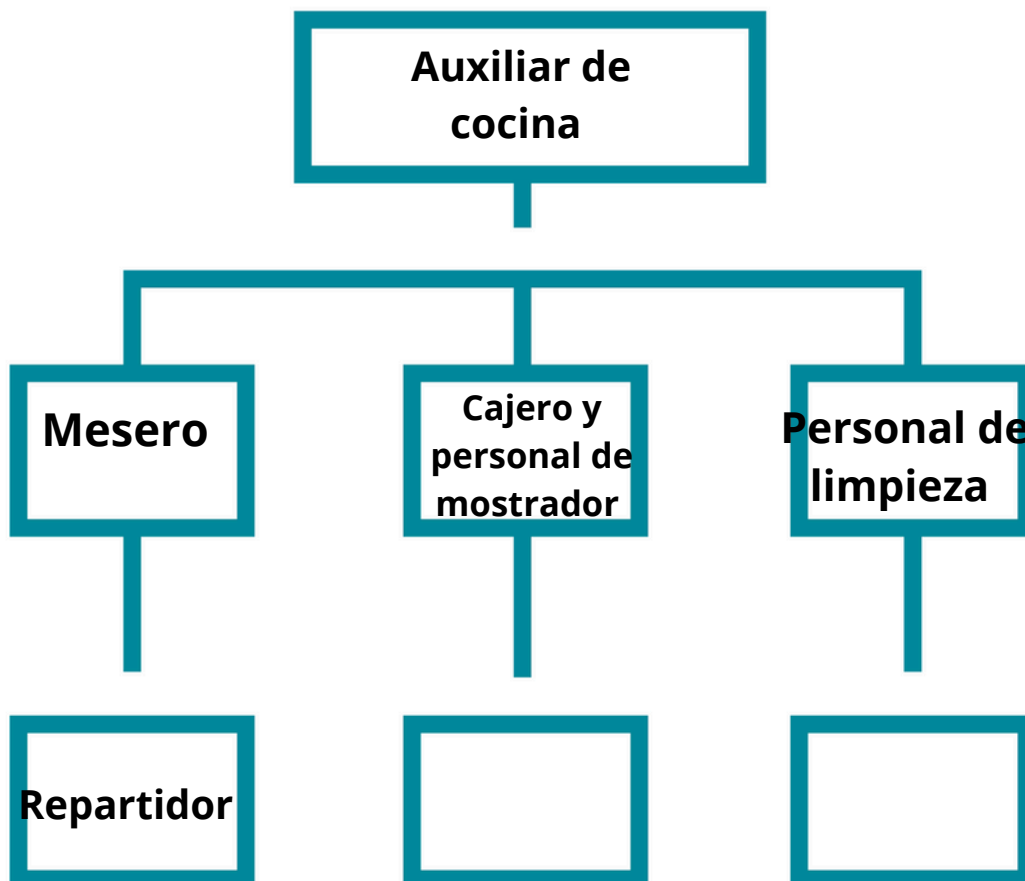 Auxiliar de
cocina
Mesero
Cajero y
personal de
mostrador
Personal de
limpieza
Repartidor